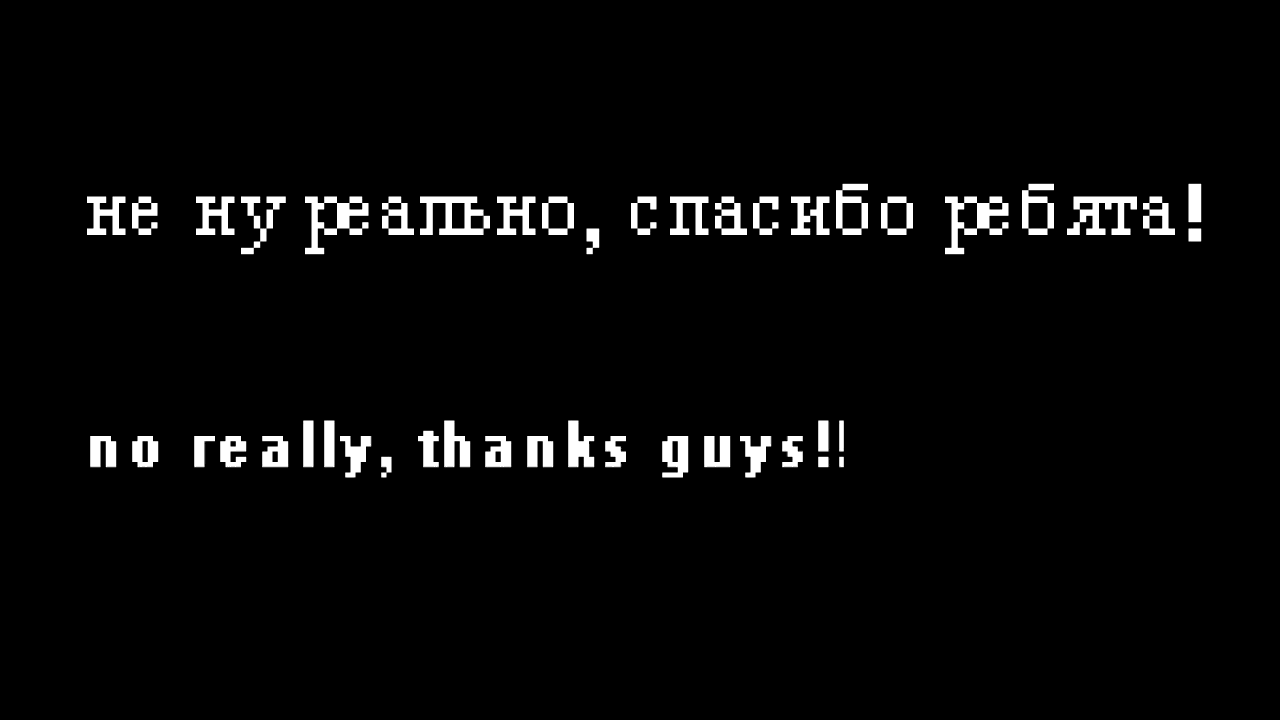 не ну реально, спасибо ребята!
no really, thanks guys!!